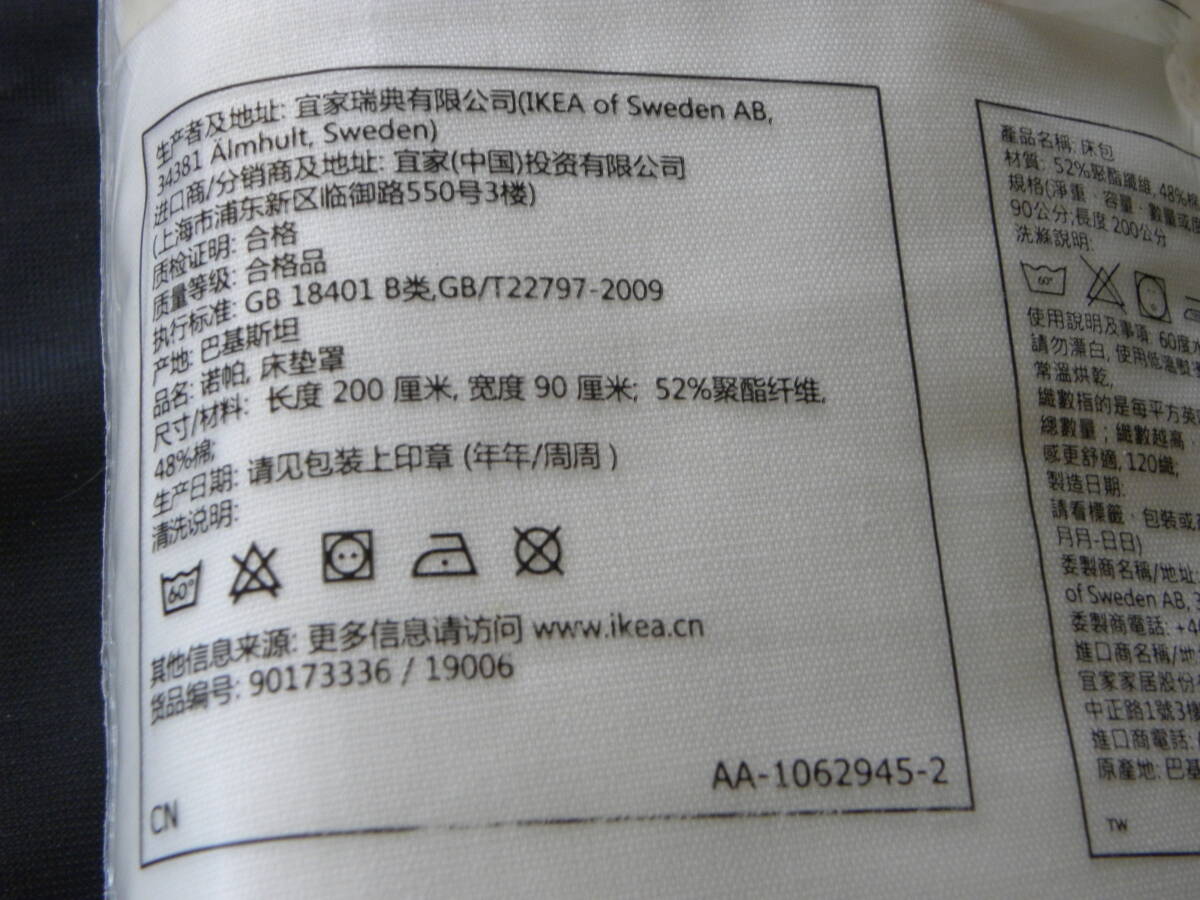 生产者及地址: 宜家瑞典有限公司(IKEA of Sweden AB,
34381 Älmhult, Sweden)
进口商/分销商及地址: 宜家(中国)投资有限公司
(上海市浦东新区临御路550号3楼)
质检证明: 合格
质量等级: 合格品
执行标准: GB 18401 B类,GB/T22797-2009
产地: 巴基斯坦
品名: 诺帕, 床垫罩
尺寸/材料: 长度 200 厘米, 宽度 90 厘米; 52%聚酯纤维,
48%棉;
生产日期: 请见包装上印章 (年年/周周 )
清洗说明:
60°
其他信息来源: 更多信息请访问 www.ikea.cn
货品编号: 90173336 / 19006
AA-1062945-2
CN
產品名稱: 床包
材質: 52%聚酯纖維, 48%棉
規格(淨重、容量、數量或度
90公分;長度 200公分
洗滌說明:
60°
使用說明及事項: 60度水
請勿漂白, 使用低溫熨燙
常溫烘乾,
纖數指的是每平方英
總數量；纖數越高
感更舒適, 120織;
製造日期:
請看標籤、包裝或
月月-日日)
委製商名稱/地址:
of Sweden AB, 3
委製商電話: +4
進口商名稱/地
宜家家居股份
中正路1號3樓
進口商電話:
原產地: 巴基
TW